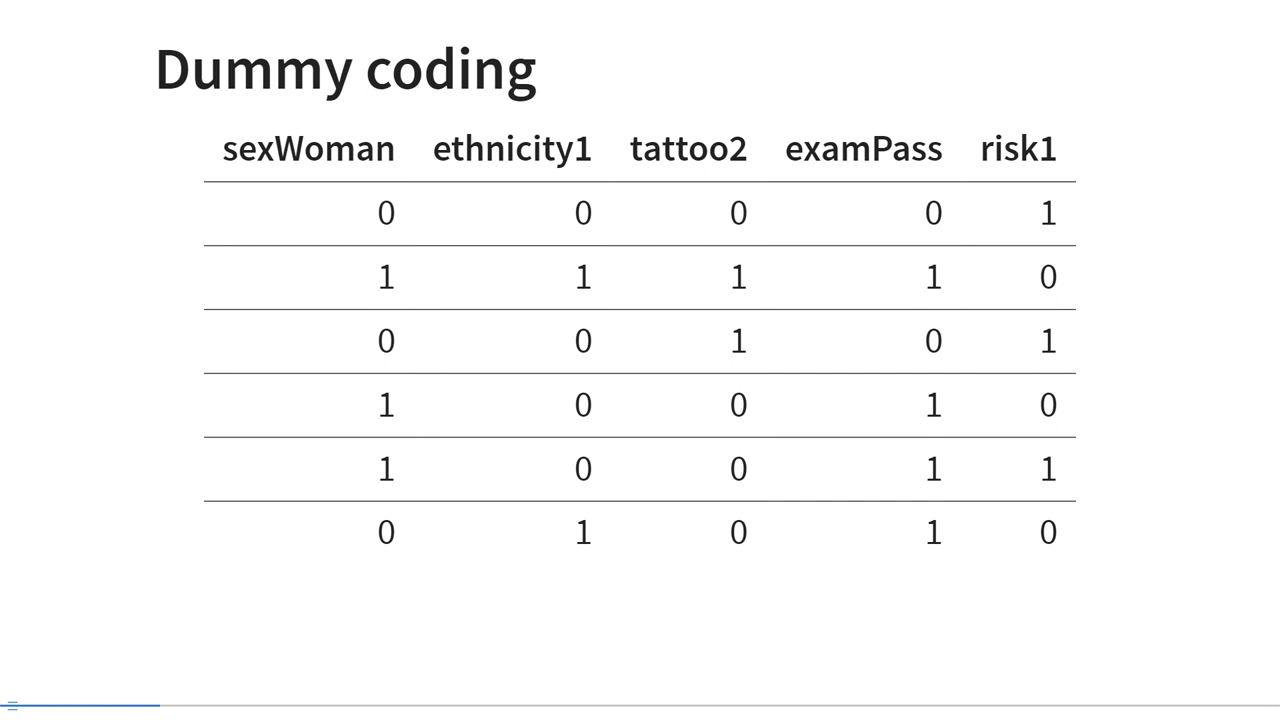 Dummy coding
sexWoman ethnicity1 tattoo2 examPass risk1
0 0 0 0 1
1 1 1 1 0
0 0 1 0 1
1 0 0 1 0
1 0 0 1 1
0 1 0 1 0